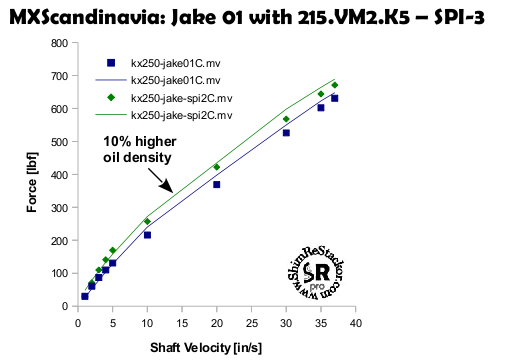 MXScandinavia: Jake 01 with 215.VM2.K5 – SPI-3
800
700
600
500
400
300
200
100
0
Force [lbf]
kx250-jake01C.mv
kx250-jake01C.mv
kx250-jake-spi2C.mv
kx250-jake-spi2C.mv
10% higher
oil density
www.ShimReStackor.com
SR
pro
0 5 10 15 20 25 30 35 40
Shaft Velocity [in/s]